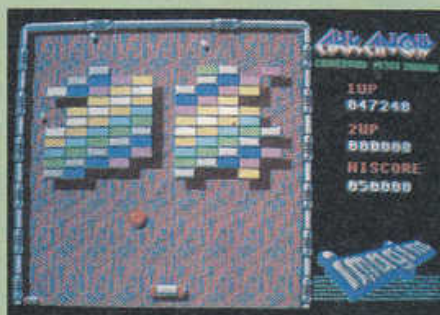 ARKANOID
1UP
047240
2UP
000000
HISCORE
050000
imagine